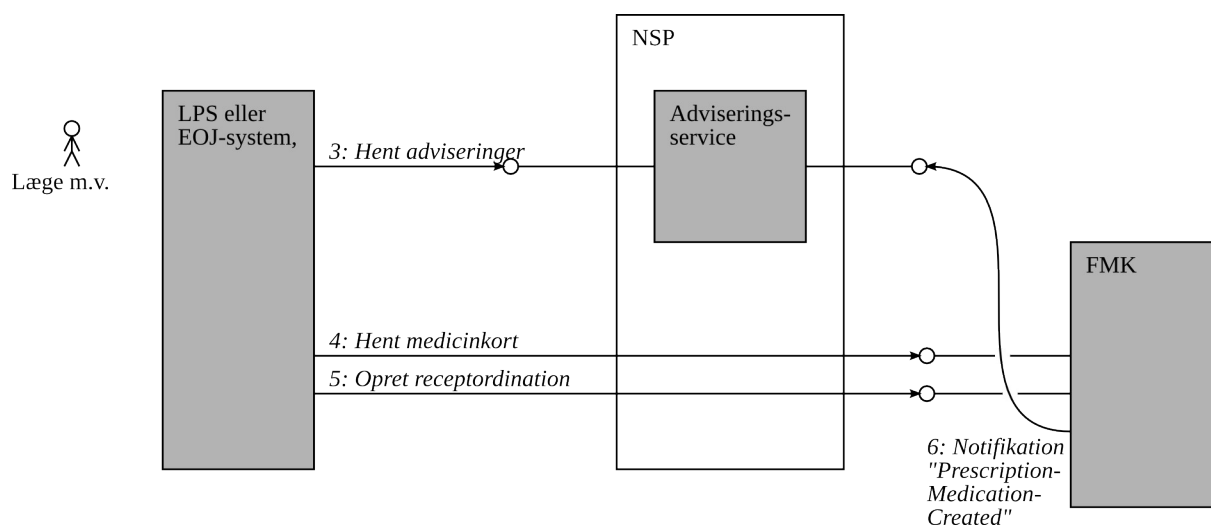 NSP
LPS eller
EOJ-system,
Adviserings-
service
3: Hent adviseringer
Læge m.v.
FMK
4: Hent medicinkort
5: Opret receptordination
6: Notifikation
"Prescription-
Medication-
Created"